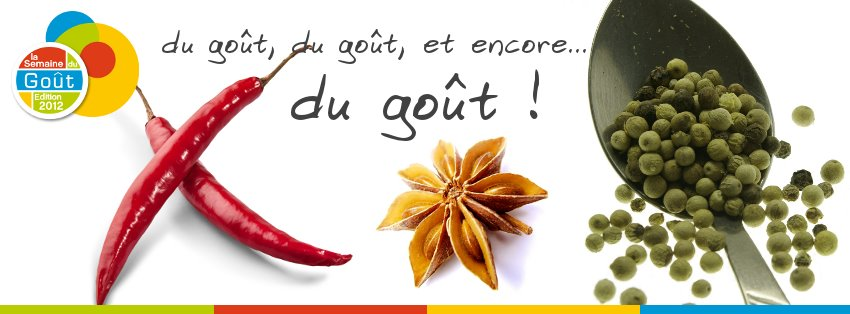 la
Semaine du
Goût
Edition
2012
du goût, du goût, et encore...
du goût !